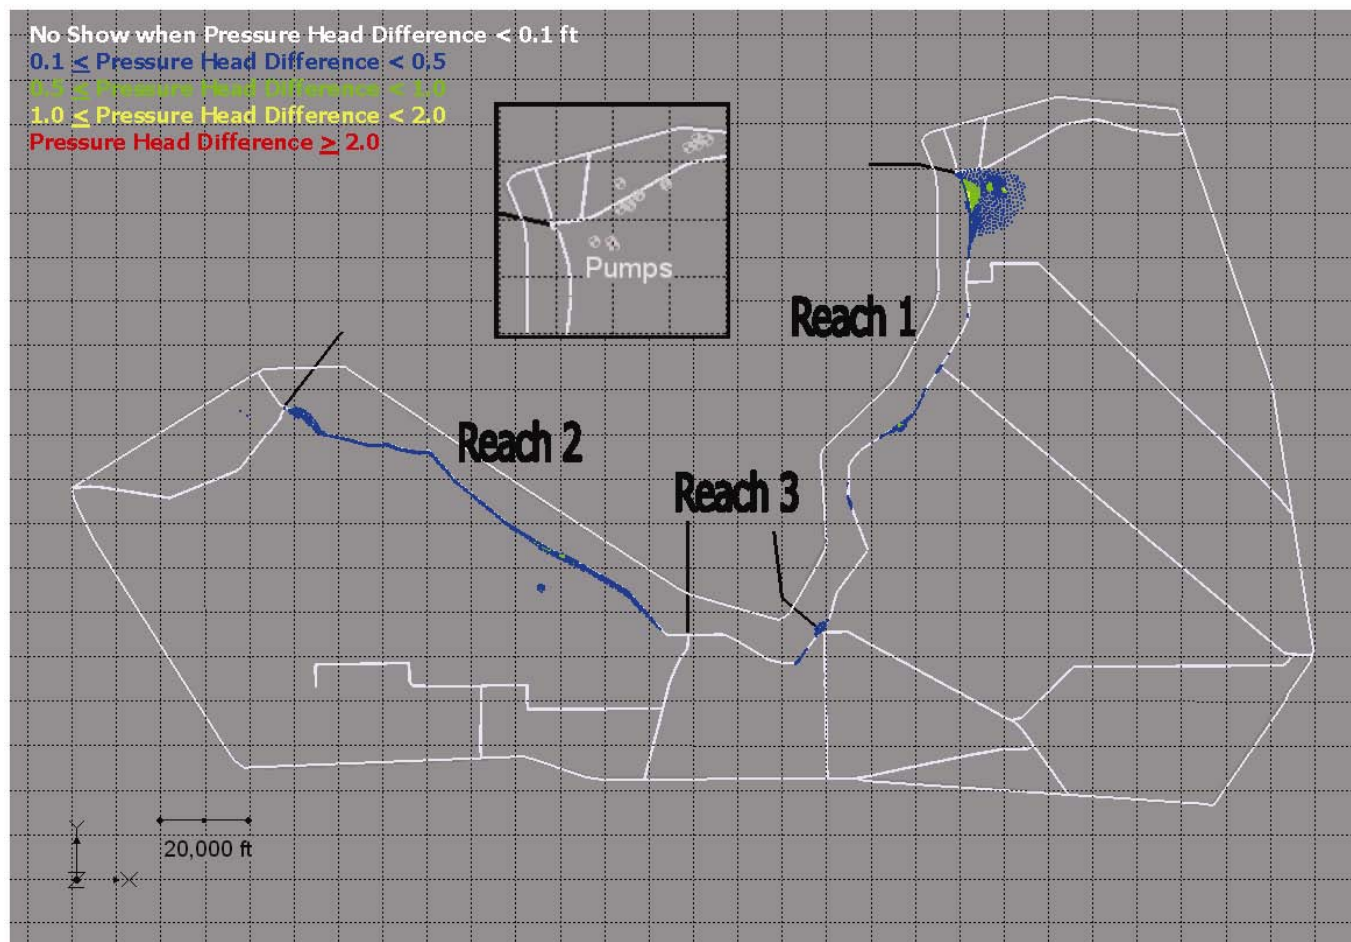 No Show when Pressure Head Difference < 0.1 ft
0.1 ≤ Pressure Head Difference < 0.5
0.5 ≤ Pressure Head Difference < 1.0
1.0 ≤ Pressure Head Difference < 2.0
Pressure Head Difference ≥ 2.0
Pumps
Reach 1
Reach 2
Reach 3
20,000 ft
Y
Z X